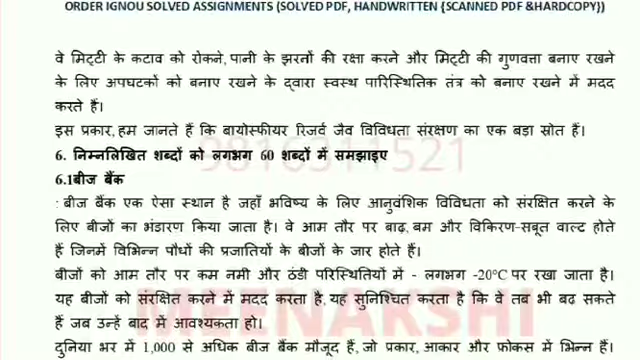 ORDER IGNOU SOLVED ASSIGNMENTS (SOLVED PDF, HANDWRITTEN {SCANNED PDF &HARDCOPY})
वे मिट्टी के कटाव को रोकने, पानी के झरनों की रक्षा करने और मिट्टी की गुणवत्ता बनाए रखने
के लिए अपघटकों को बनाए रखने के द्वारा स्वस्थ पारिस्थितिक तंत्र को बनाए रखने में मदद
करते हैं।
इस प्रकार, हम जानते हैं कि बायोस्फीयर रिजर्व जैव विविधता संरक्षण का एक बड़ा स्रोत हैं।
6. निम्नलिखित शब्दों को लगभग 60 शब्दों में समझाइए
9816311521
6.1बीज बैंक
: बीज बैंक एक ऐसा स्थान है जहाँ भविष्य के लिए आनुवंशिक विविधता को संरक्षित करने के
लिए बीजों का भंडारण किया जाता है। वे आम तौर पर बाढ़, बम और विकिरण-सबूत वाल्ट होते
हैं जिनमें विभिन्न पौधों की प्रजातियों के बीजों के जार होते हैं।
बीजों को आम तौर पर कम नमी और ठंडी परिस्थितियों में - लगभग -20°C पर रखा जाता है।
यह बीजों को संरक्षित करने में मदद करता है, यह सुनिश्चित करता है कि वे तब भी बढ़ सकते
हैं जब उन्हें बाद में आवश्यकता हो।
MEENAKSHI
दुनिया भर में 1,000 से अधिक बीज बैंक मौजूद हैं, जो प्रकार, आकार और फोकस में भिन्न हैं।